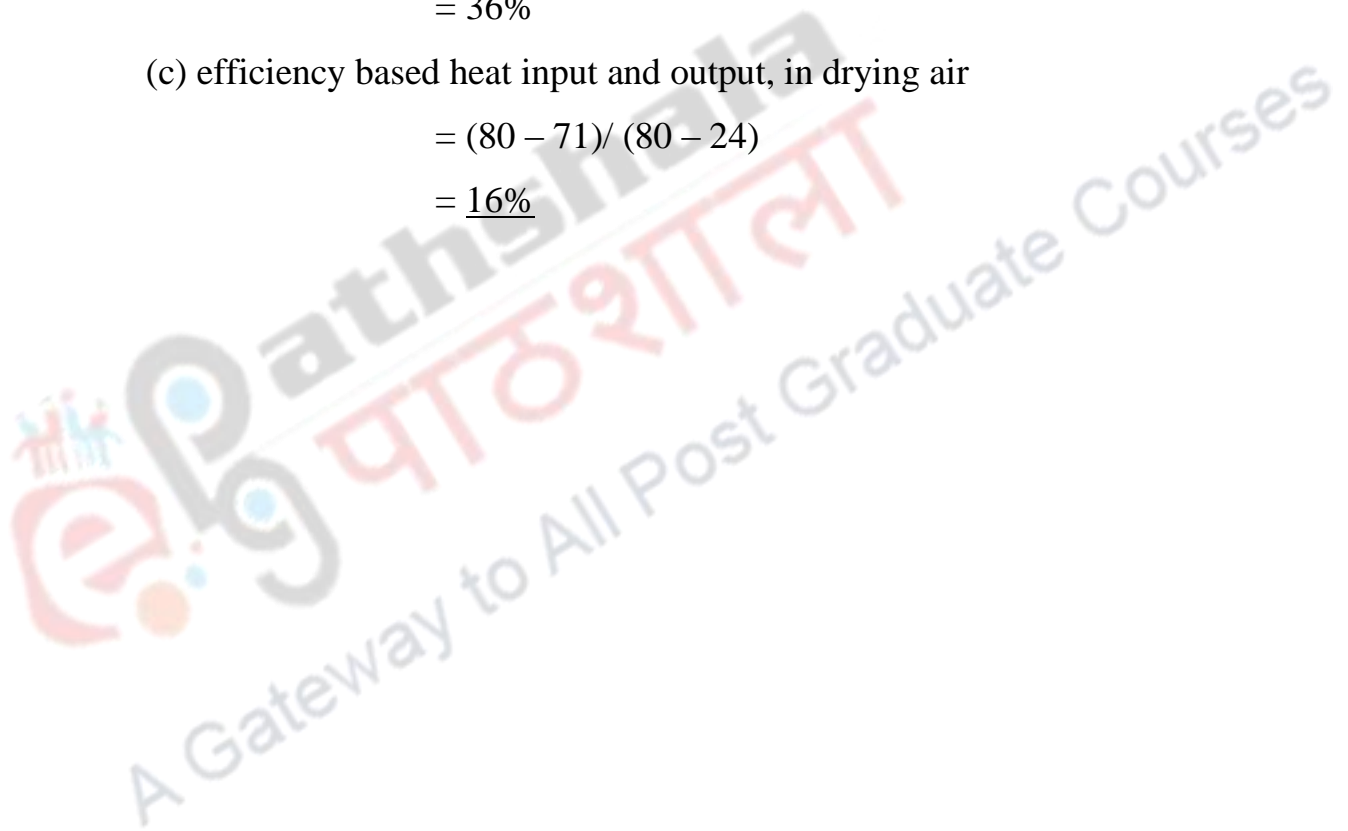 = 36%
(c) efficiency based heat input and output, in drying air
= (80 – 71)/ (80 – 24)
= 16%
athshala
पाठशाला
A Gateway to All Post Graduate Courses